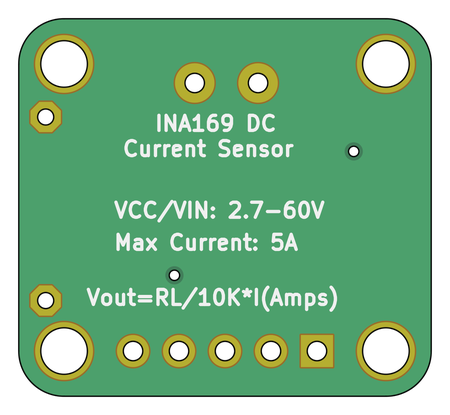 INA169 DC
Current Sensor
VCC/VIN: 2.7-60V
Max Current: 5A
Vout=RL/10K*I(Amps)